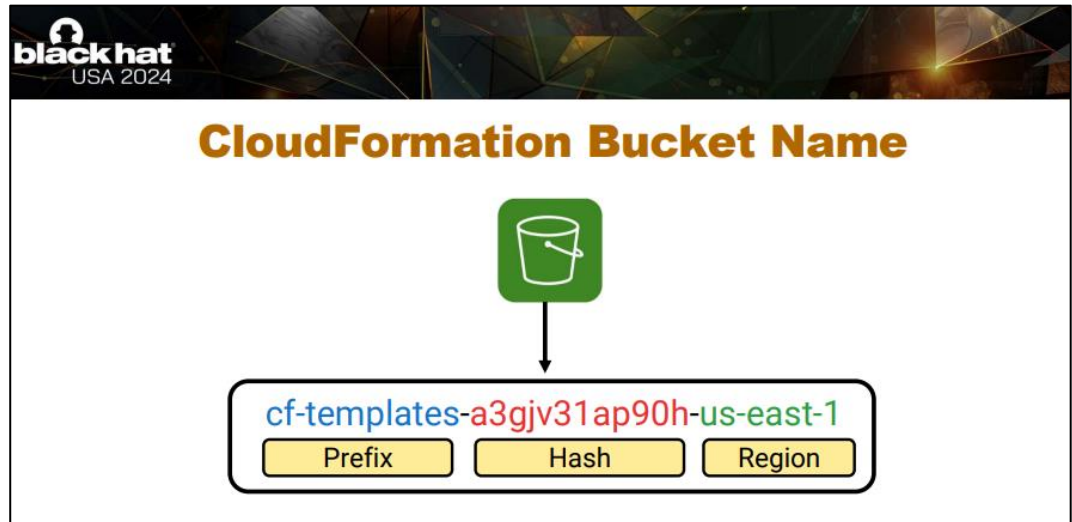 black hat
USA 2024
CloudFormation Bucket Name
cf-templates-a3gjv31ap90h-us-east-1
Prefix
Hash
Region